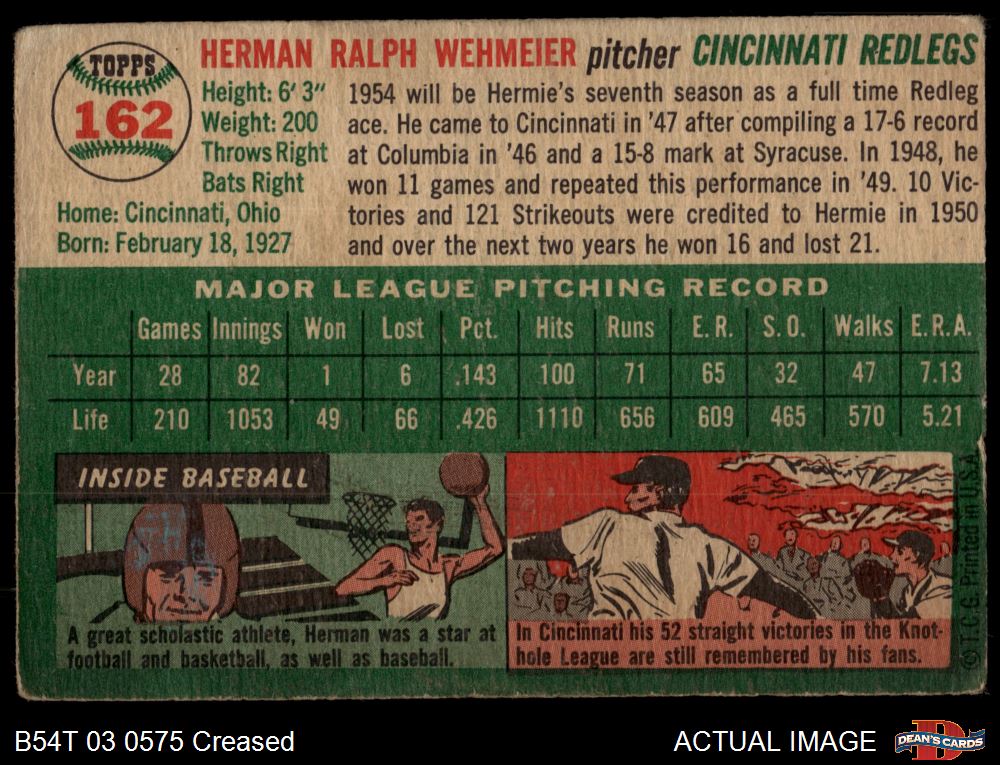 TOPPS
162
HERMAN RALPH WEHMEIER pitcher CINCINNATI REDLEGS
Height: 6' 3"
Weight: 200
Throws Right
Bats Right
Home: Cincinnati, Ohio
Born: February 18, 1927
1954 will be Hermie's seventh season as a full time Redleg
ace. He came to Cincinnati in '47 after compiling a 17-6 record
at Columbia in '46 and a 15-8 mark at Syracuse. In 1948, he
won 11 games and repeated this performance in '49. 10 Vic-
tories and 121 Strikeouts were credited to Hermie in 1950
and over the next two years he won 16 and lost 21.
MAJOR LEAGUE PITCHING RECORD
Games Innings Won Lost Pct. Hits Runs E. R. S. O. Walks E. R. A.
Year 28 82 1 6 .143 100 71 65 32 47 7.13
Life 210 1053 49 66 .426 1110 656 609 465 570 5.21
INSIDE BASEBALL
A great scholastic athlete, Herman was a star at
football and basketball, as well as baseball.
In Cincinnati his 52 straight victories in the Knot-
hole League are still remembered by his fans.
© T. C. G. Printed in U.S.A.
B54T 03 0575 Creased
ACTUAL IMAGE
D
DEAN'S CARDS